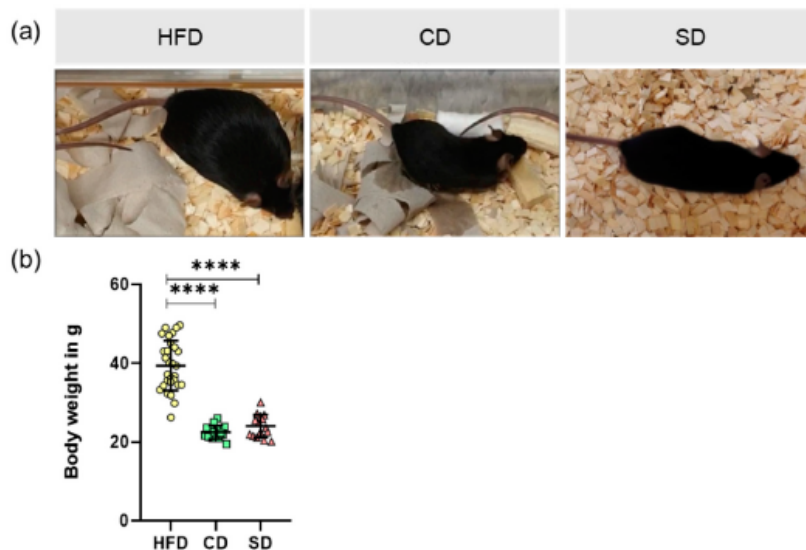 (a)
HFD
CD
SD
(b)
****
****
60
40
20
0
Body weight in g
HFD
CD
SD